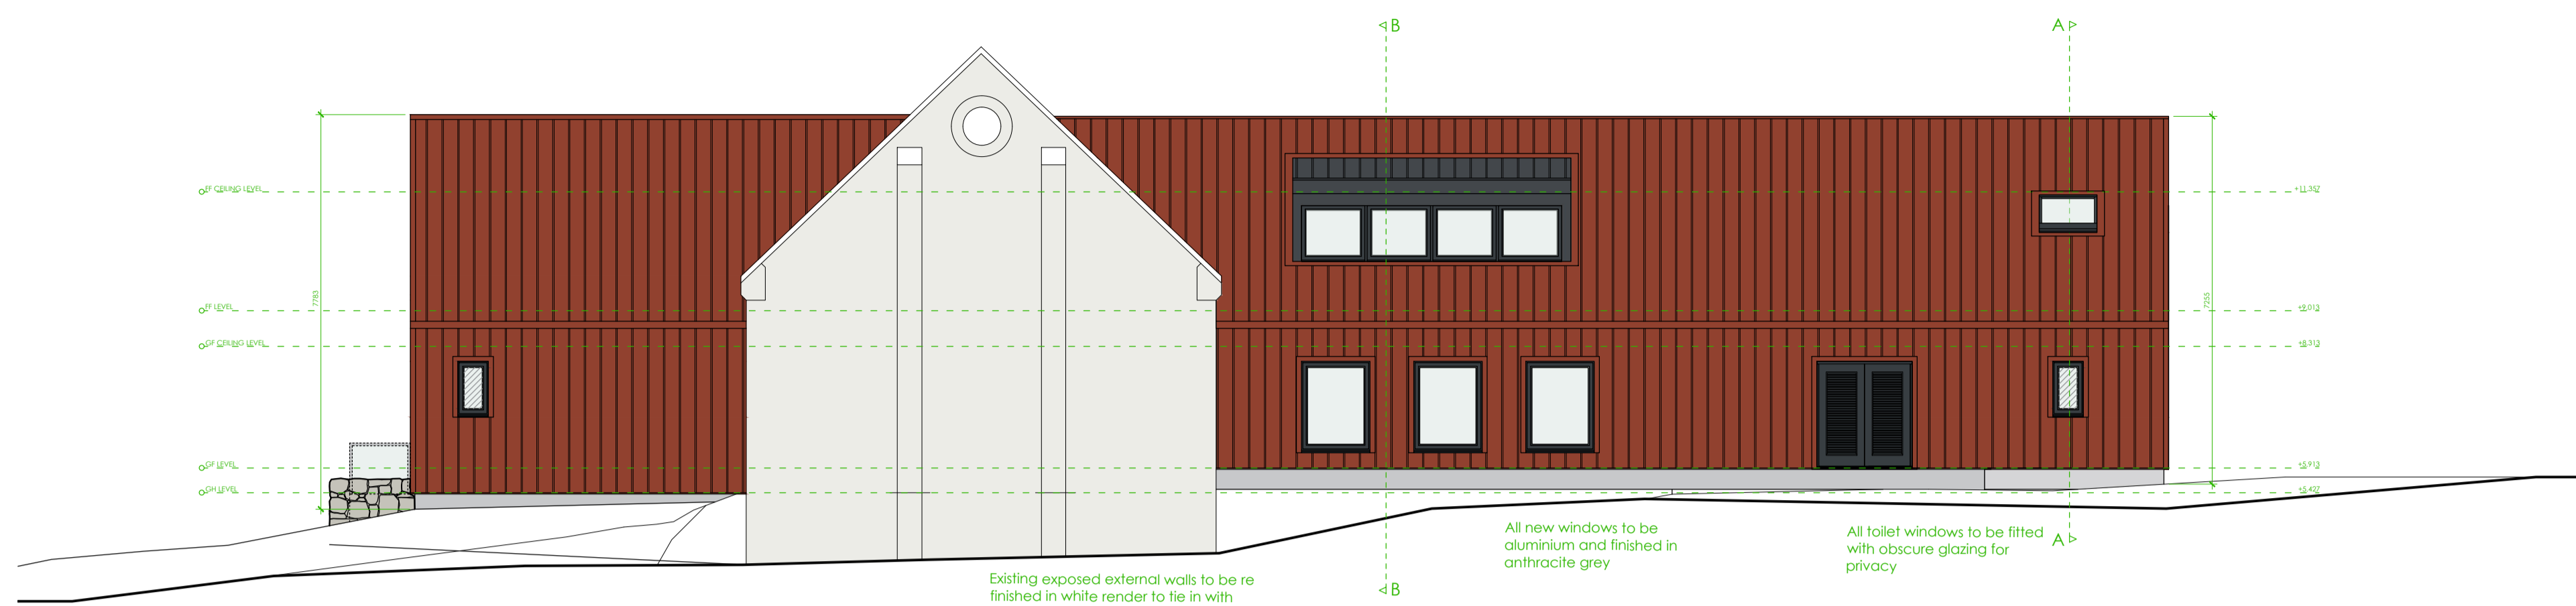 B
A
FF CEILING LEVEL
+11.357
7783
7255
FF LEVEL
+9.013
GF CEILING LEVEL
+8.313
GF LEVEL
+5.913
GH LEVEL
+5.427
All new windows to be
aluminium and finished in
anthracite grey
All toilet windows to be fitted
with obscure glazing for
privacy
A
Existing exposed external walls to be re
finished in white render to tie in with
B